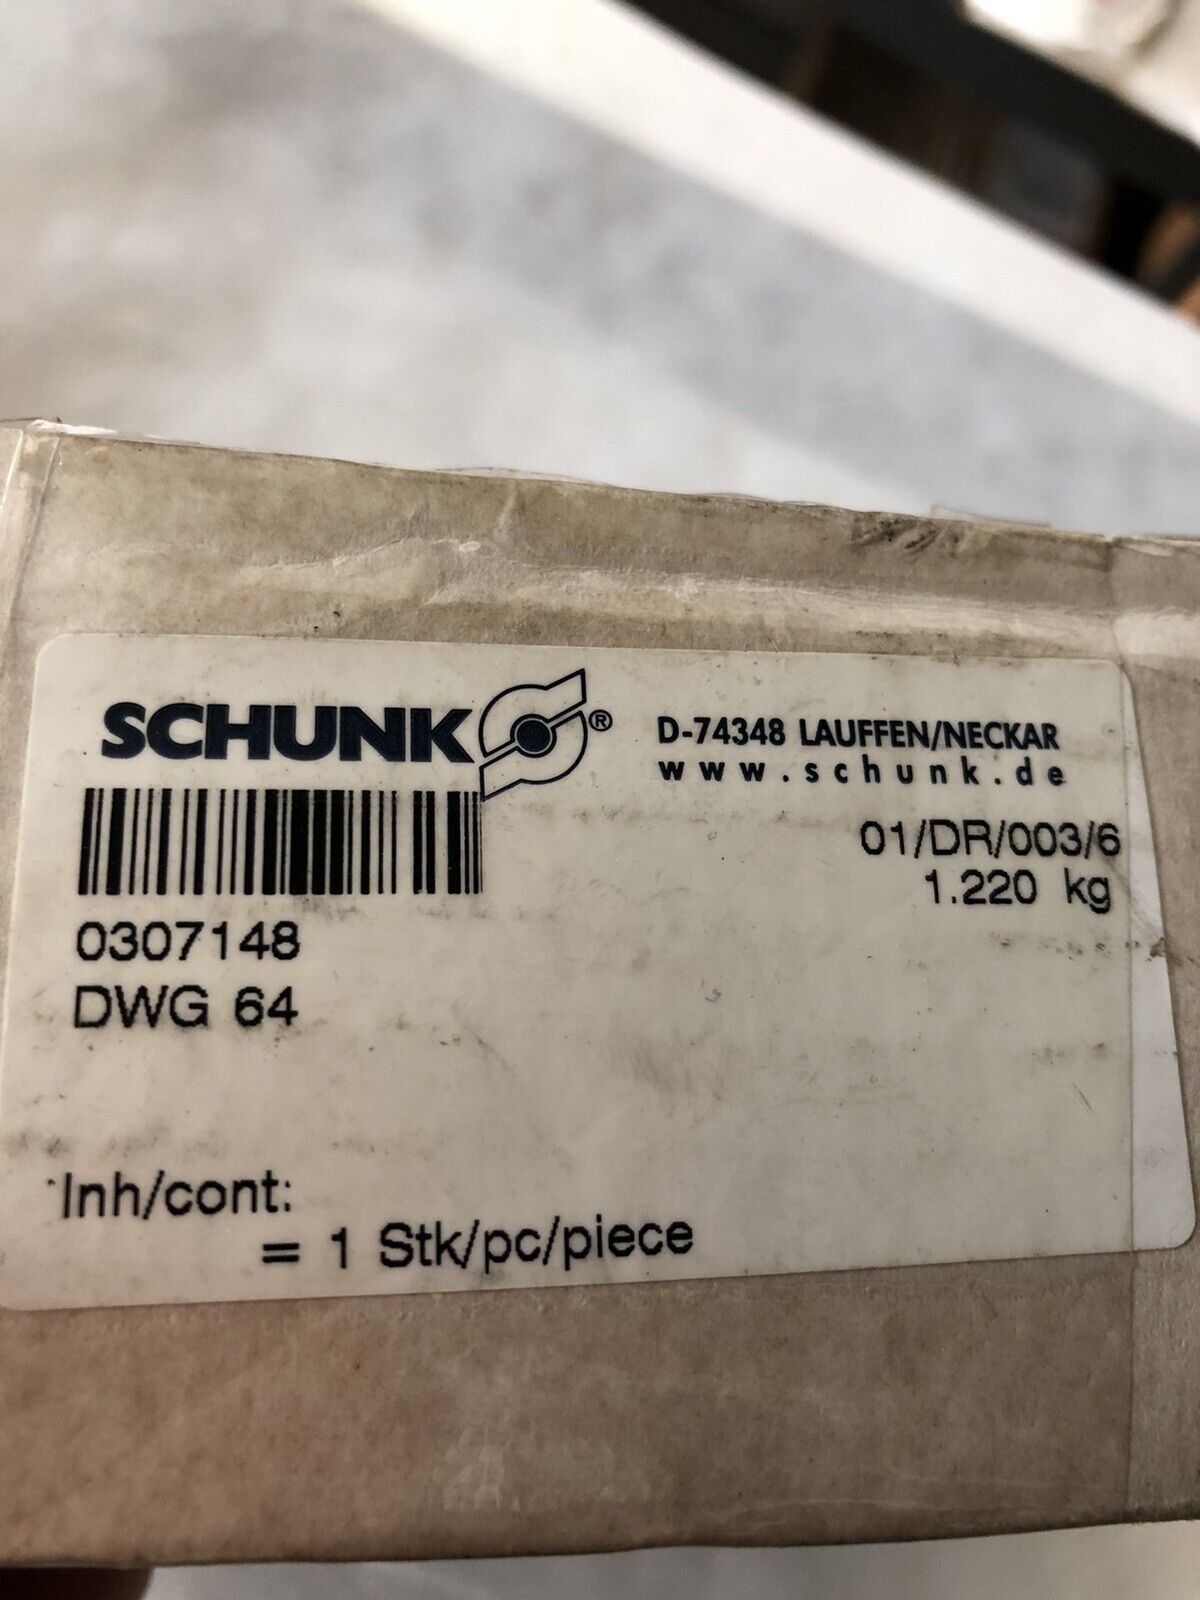 SCHUNK ®
D-74348 LAUFFEN/NECKAR
www.schunk.de
01/DR/003/6
1.220 kg
0307148
DWG 64
Inh/cont:
= 1 Stk/pc/piece